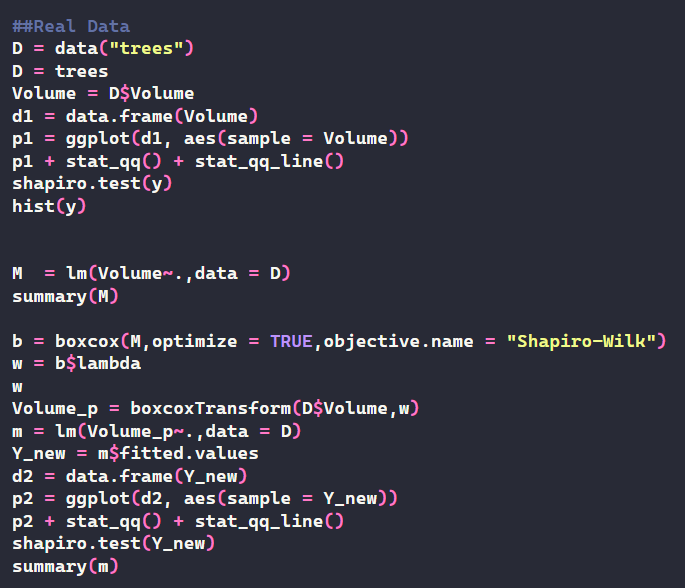 ##Real Data
D = data("trees")
D = trees
Volume = D$Volume
d1 = data.frame(Volume)
p1 = ggplot(d1, aes(sample = Volume))
p1 + stat_qq() + stat_qq_line()
shapiro.test(y)
hist(y)
M  = lm(Volume~.,data = D)
summary(M)
b = boxcox(M,optimize = TRUE,objective.name = "Shapiro-Wilk")
w = b$lambda
w
Volume_p = boxcoxTransform(D$Volume,w)
m = lm(Volume_p~.,data = D)
Y_new = m$fitted.values
d2 = data.frame(Y_new)
p2 = ggplot(d2, aes(sample = Y_new))
p2 + stat_qq() + stat_qq_line()
shapiro.test(Y_new)
summary(m)